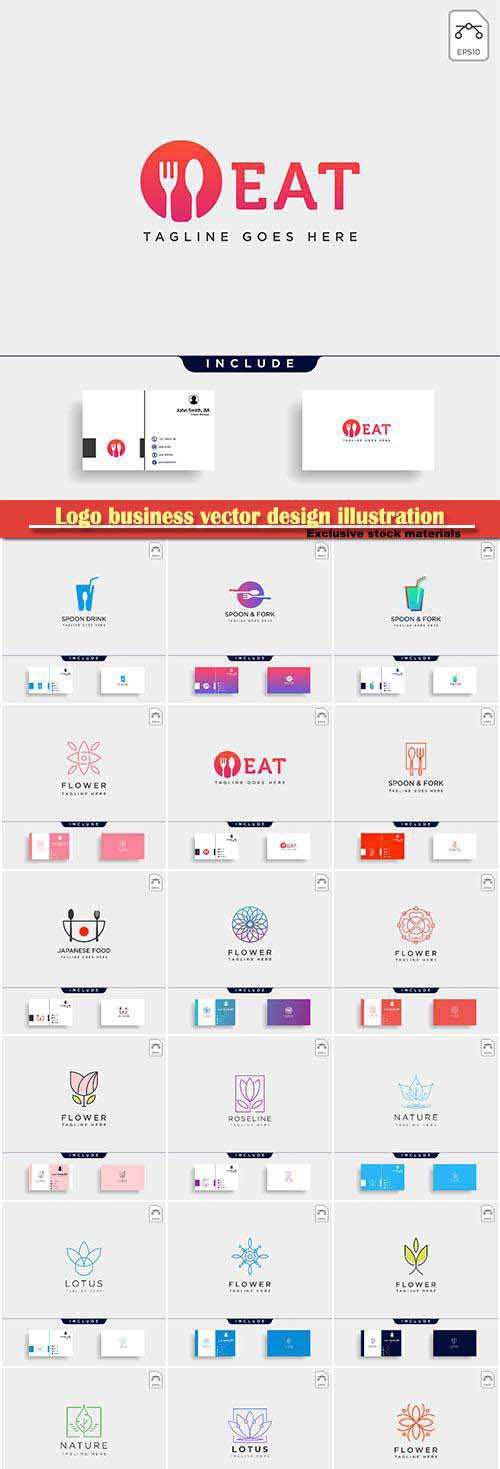 EPS10
EAT
TAGLINE GOES HERE
INCLUDE
John Smith, BA
EAT
TAGLINE GOES HERE
Logo business vector design illustration
Exclusive stock materials
SPOON DRINK
TAGLINE GOES HERE
SPOON & FORK
TAGLINE GOES HERE
SPOON & FORK
TAGLINE GOES HERE
INCLUDE
INCLUDE
INCLUDE
FLOWER
TAGLINE HERE
EAT
TAGLINE GOES HERE
SPOON & FORK
TAGLINE GOES HERE
INCLUDE
INCLUDE
INCLUDE
EAT
JAPANESE FOOD
TAGLINE GOES HERE
FLOWER
TAGLINE HERE
FLOWER
TAGLINE HERE
INCLUDE
INCLUDE
INCLUDE
FLOWER
TAGLINE HERE
ROSELINE
TAGLINE HERE
NATURE
TAGLINE HERE
INCLUDE
INCLUDE
INCLUDE
LOTUS
TAGLINE HERE
FLOWER
TAGLINE HERE
FLOWER
TAGLINE HERE
INCLUDE
INCLUDE
INCLUDE
NATURE
TAGLINE HERE
LOTUS
TAGLINE HERE
FLOWER
TAGLINE HERE